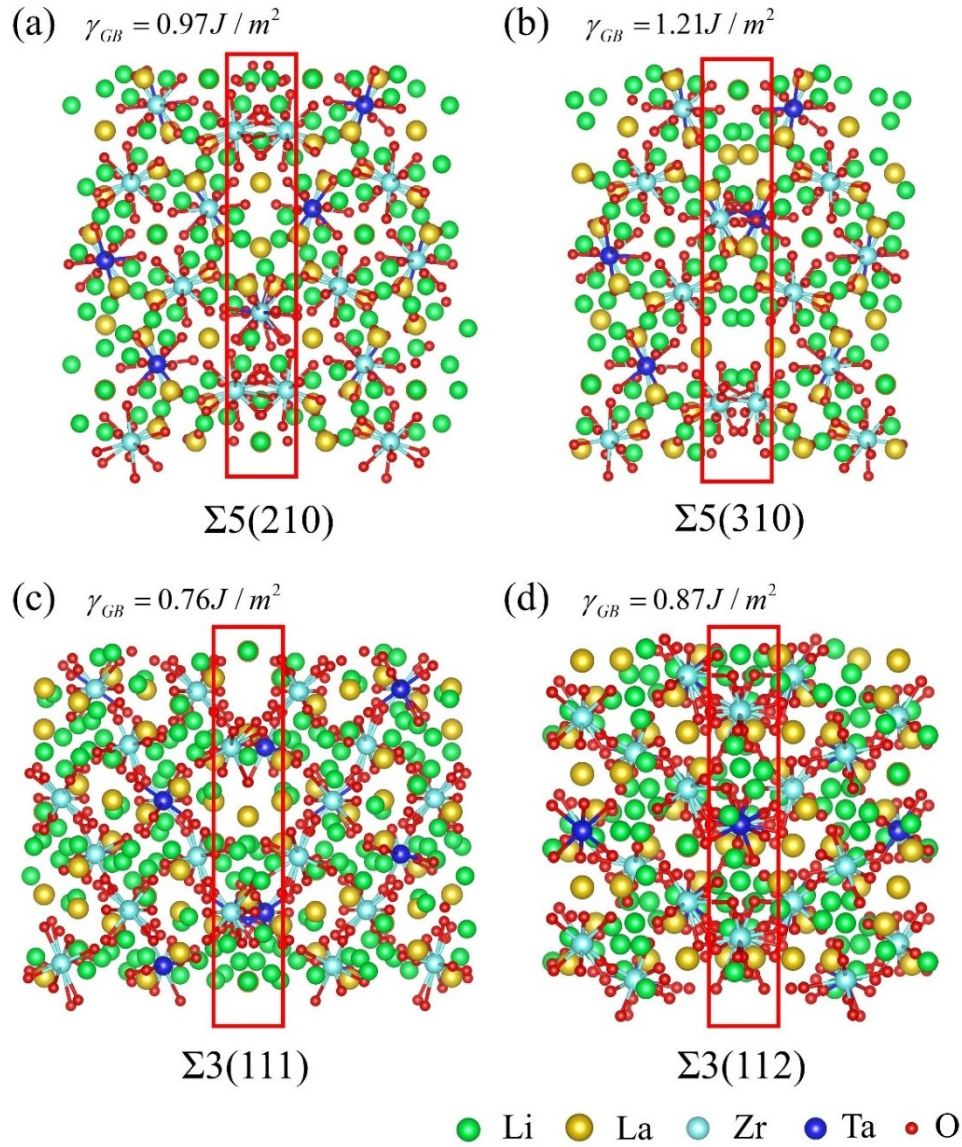 (a) γGB = 0.97J / m²
(b) γGB = 1.21J / m²
Σ5(210)
Σ5(310)
(c) γGB = 0.76J / m²
(d) γGB = 0.87J / m²
Σ3(111)
Σ3(112)
Li La Zr Ta O